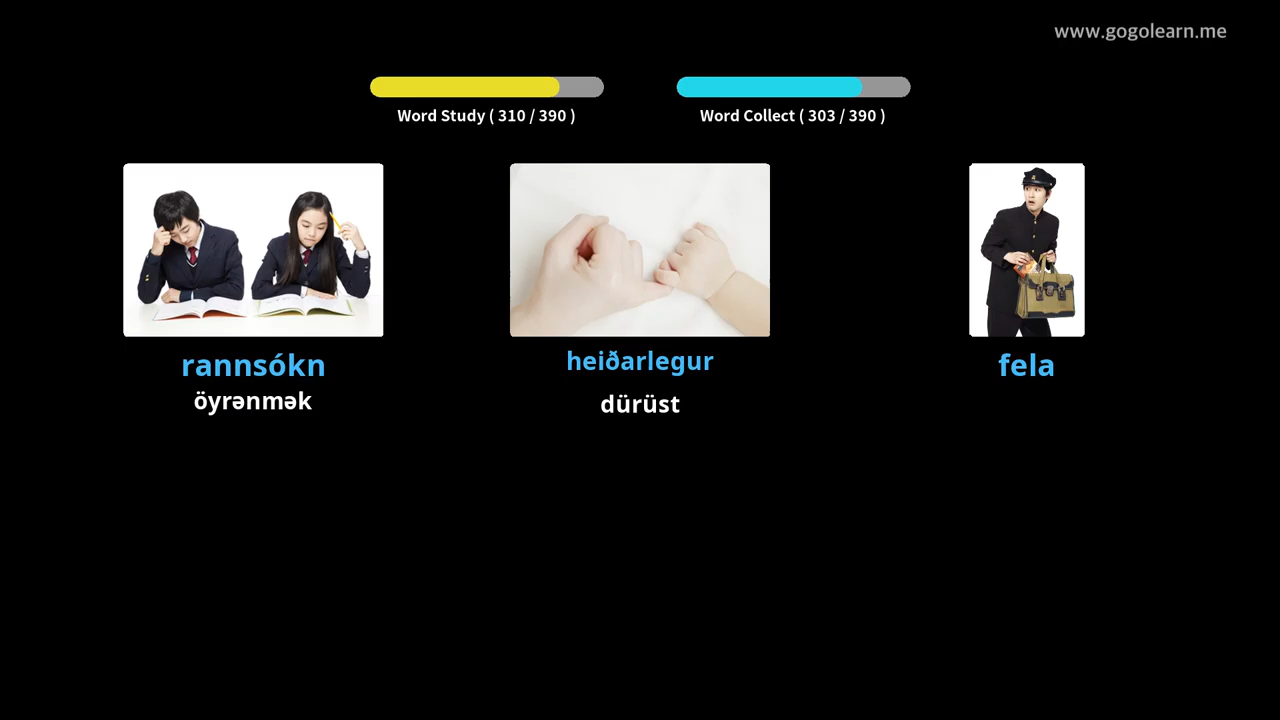 www.gogolearn.me
Word Study ( 310 / 390 )
Word Collect ( 303 / 390 )
rannsókn
öyrənmək
heiðarlegur
dürüst
fela